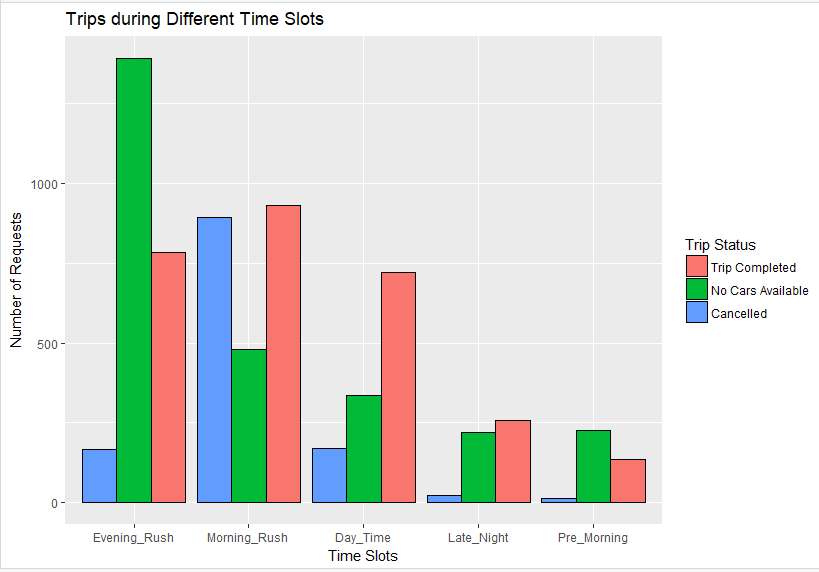 Trips during Different Time Slots
Number of Requests
1000
500
0
Evening_Rush
Morning_Rush
Day_Time
Late_Night
Pre_Morning
Time Slots
Trip Status
Trip Completed
No Cars Available
Cancelled